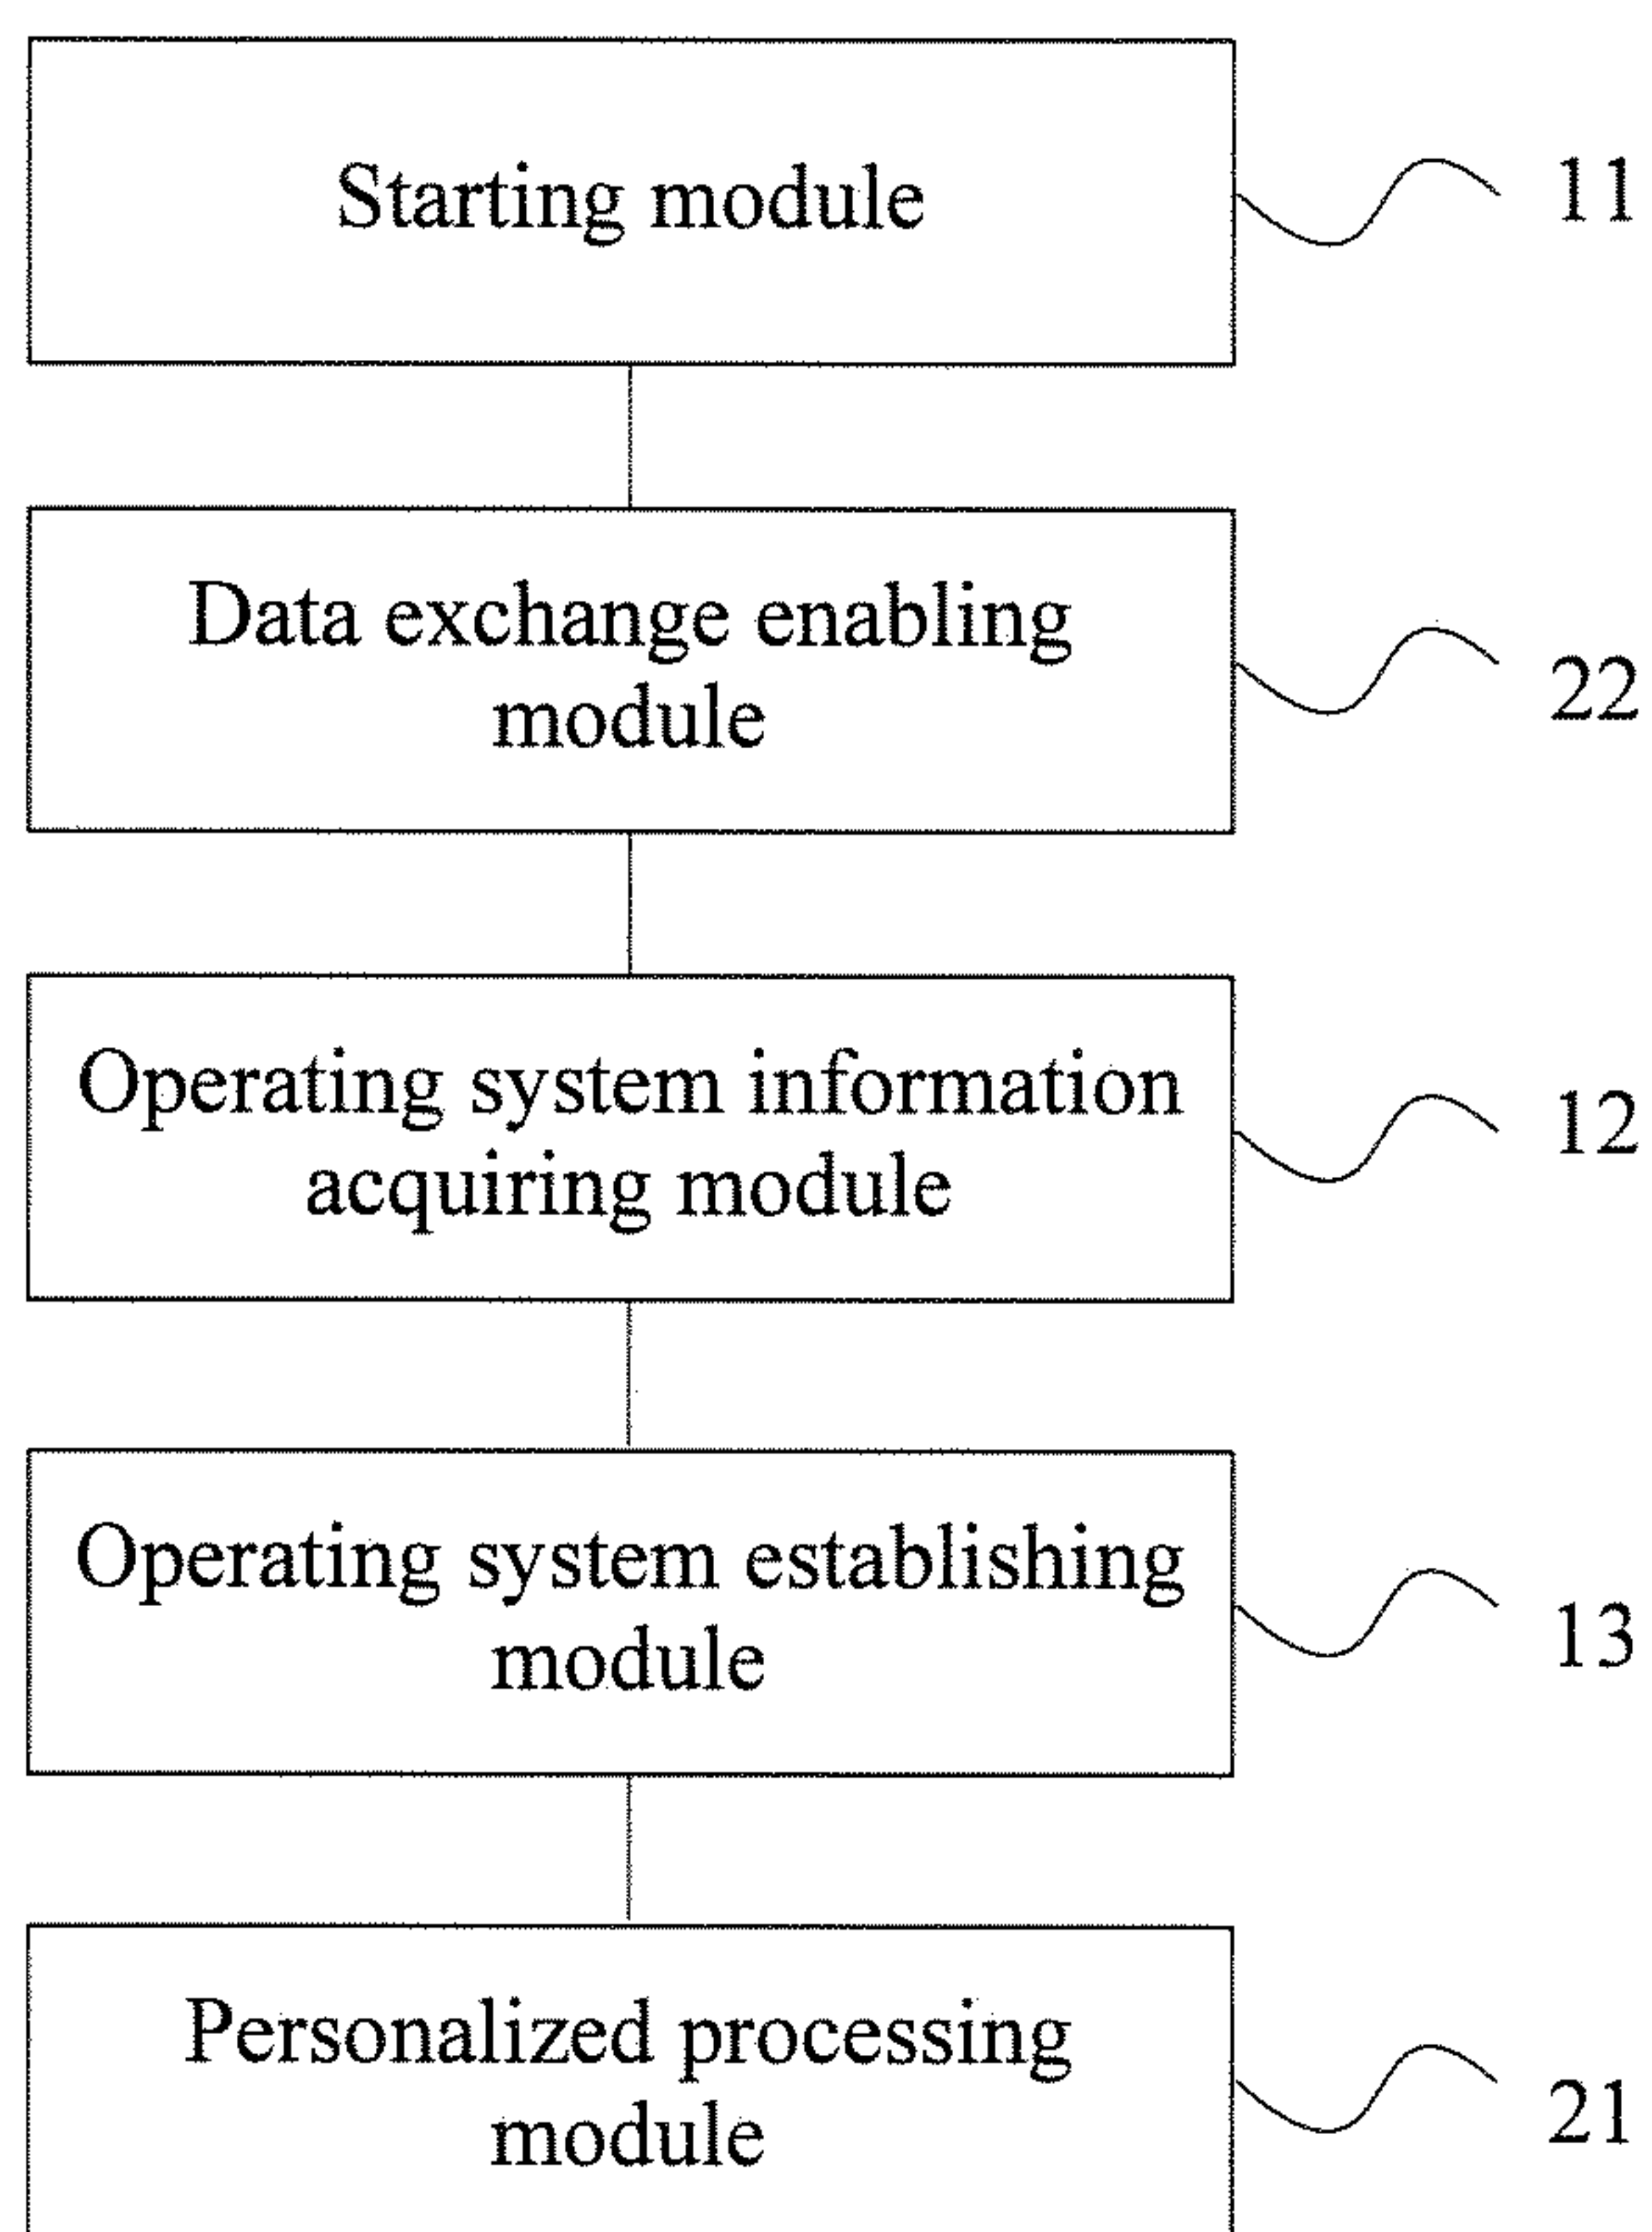 Starting module
11
Data exchange enabling
module
22
Operating system information
acquiring module
12
Operating system establishing
module
13
Personalized processing
module
21